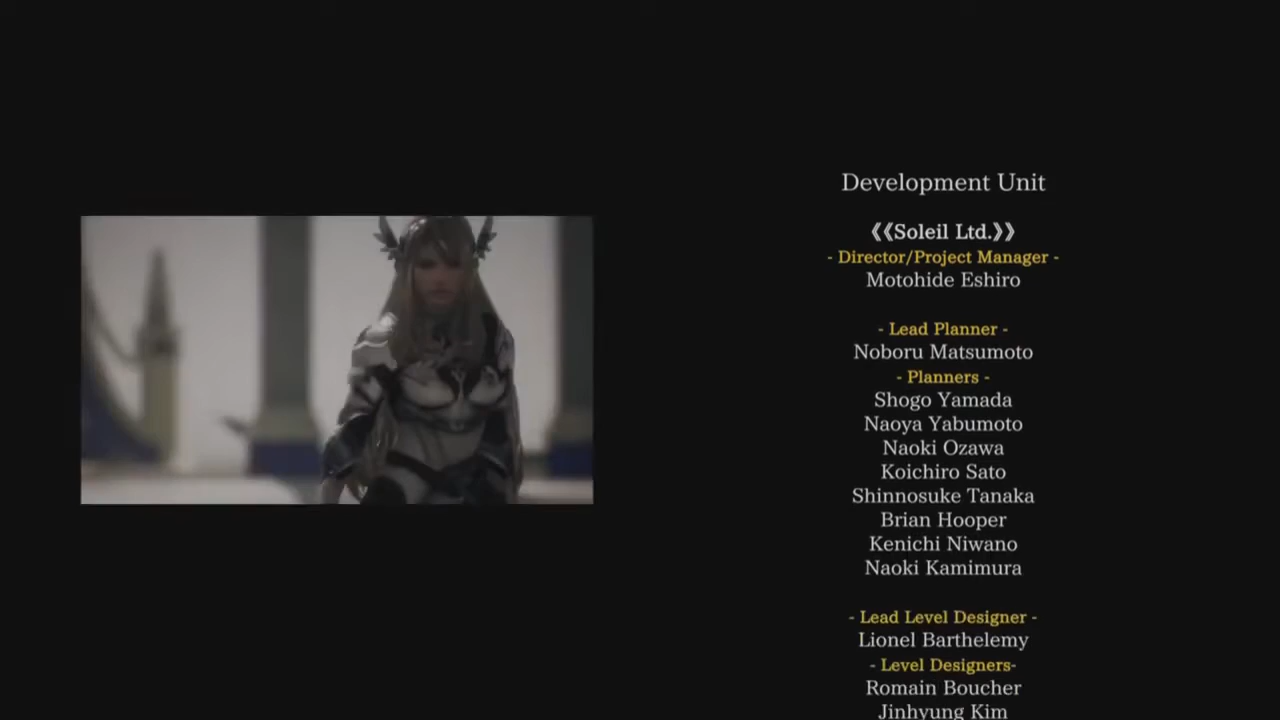 Development Unit
《《Soleil Ltd.》》
- Director/Project Manager -
Motohide Eshiro
- Lead Planner -
Noboru Matsumoto
- Planners -
Shogo Yamada
Naoya Yabumoto
Naoki Ozawa
Koichiro Sato
Shinnosuke Tanaka
Brian Hooper
Kenichi Niwano
Naoki Kamimura
- Lead Level Designer -
Lionel Barthelemy
- Level Designers-
Romain Boucher
Jinhyung Kim